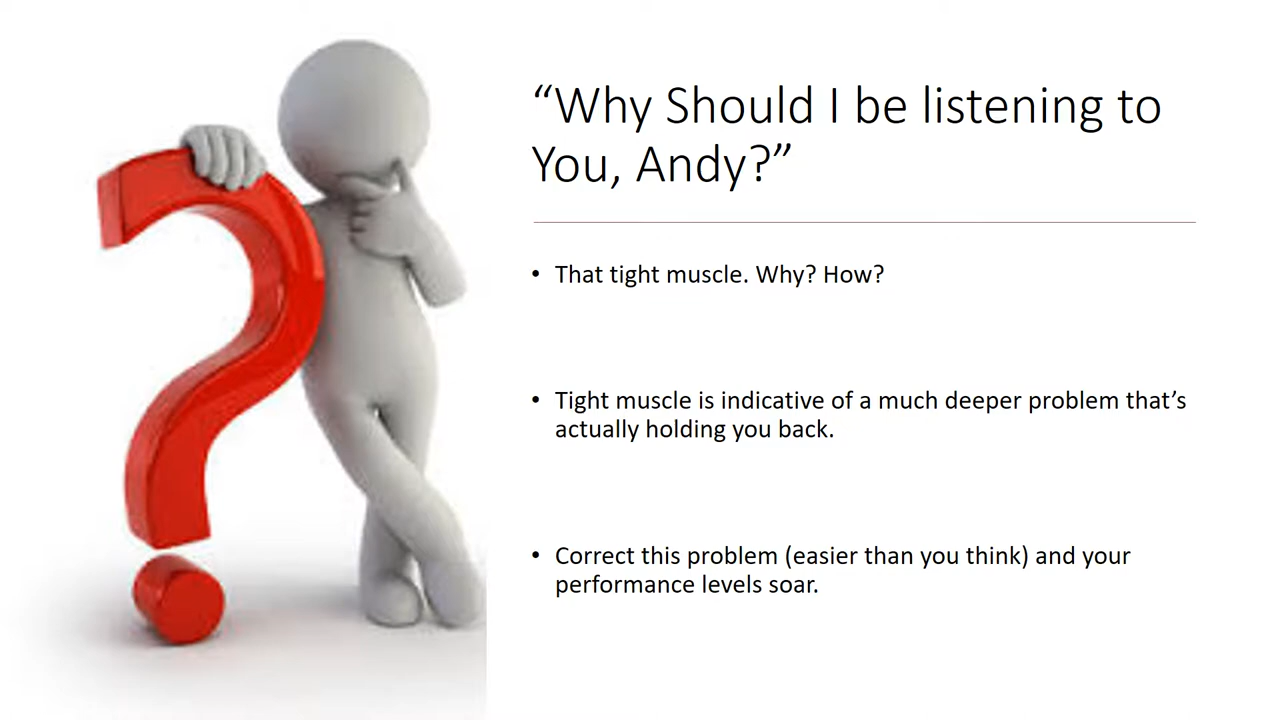 “Why Should I be listening to
You, Andy?”
• That tight muscle. Why? How?
• Tight muscle is indicative of a much deeper problem that’s
actually holding you back.
• Correct this problem (easier than you think) and your
performance levels soar.